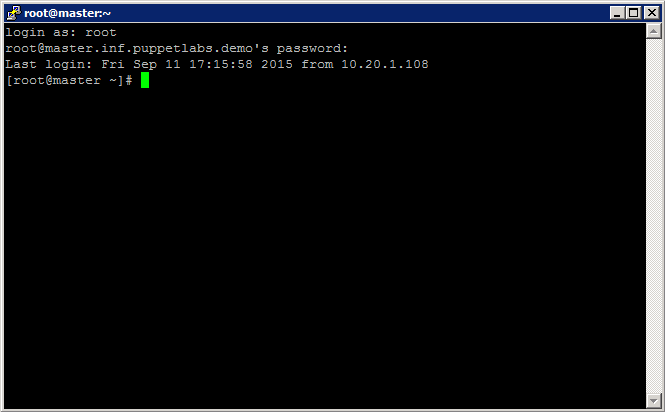 root@master:~
login as: root
root@master.inf.puppetlabs.demo's password:
Last login: Fri Sep 11 17:15:58 2015 from 10.20.1.108
[root@master ~]#